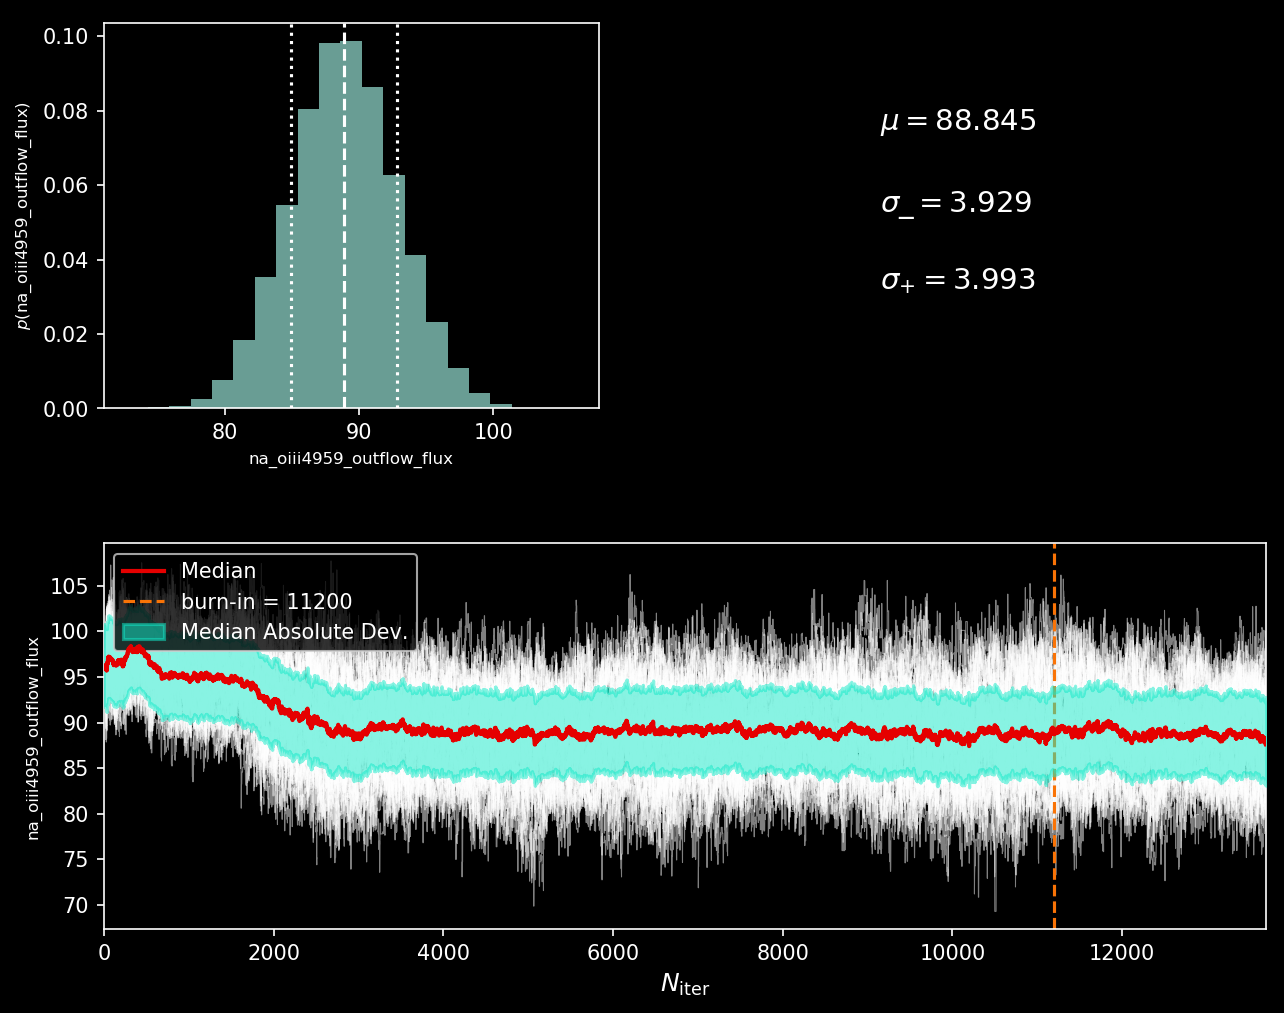 0.10
0.08
0.06
0.04
0.02
0.00
p(na_oiii4959_outflow_flux)
80 90 100
na_oiii4959_outflow_flux
μ = 88.845
σ₋ = 3.929
σ₊ = 3.993
105
100
95
90
85
80
75
70
na_oiii4959_outflow_flux
Median
burn-in = 11200
Median Absolute Dev.
0 2000 4000 6000 8000 10000 12000
N_iter